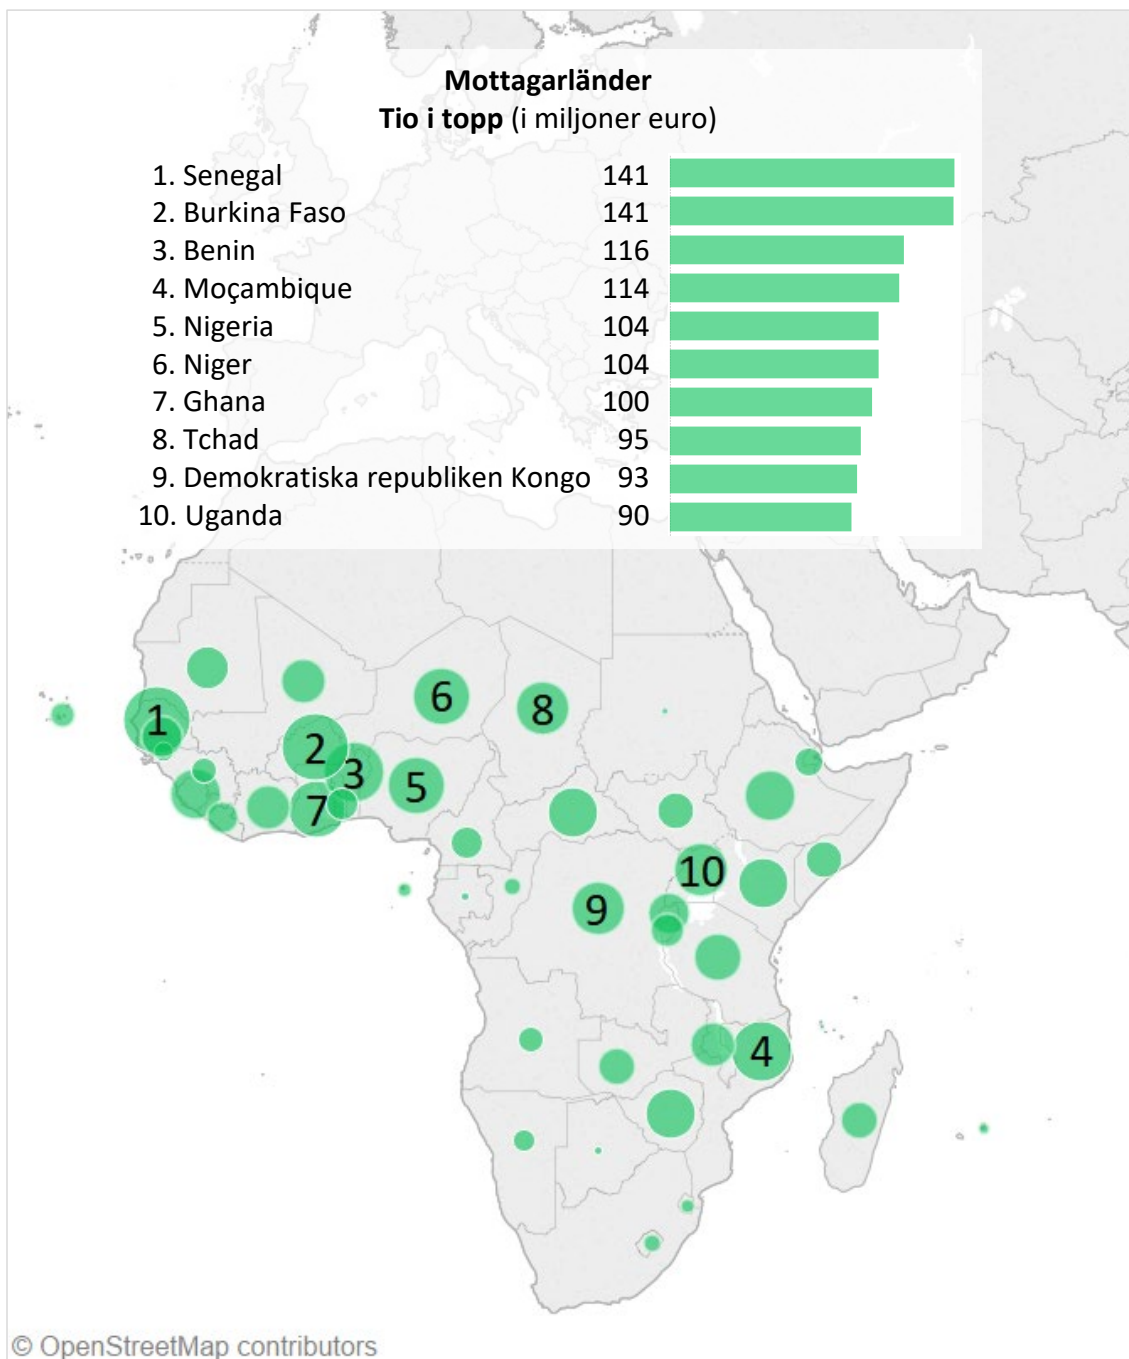 Mottagarländer
Tio i topp (i miljoner euro)
1. Senegal 141
2. Burkina Faso 141
3. Benin 116
4. Moçambique 114
5. Nigeria 104
6. Niger 104
7. Ghana 100
8. Tchad 95
9. Demokratiska republiken Kongo 93
10. Uganda 90
6
8
1
2
3
5
7
10
9
4
© OpenStreetMap contributors